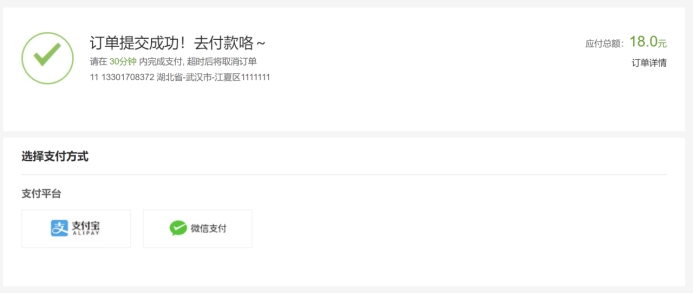 订单提交成功！去付款咯～
应付总额：18.0元
请在 30分钟 内完成支付, 超时后将取消订单
订单详情
11 13301708372 湖北省-武汉市-江夏区1111111
选择支付方式
支付平台
支 支付宝 ALIPAY
微信支付